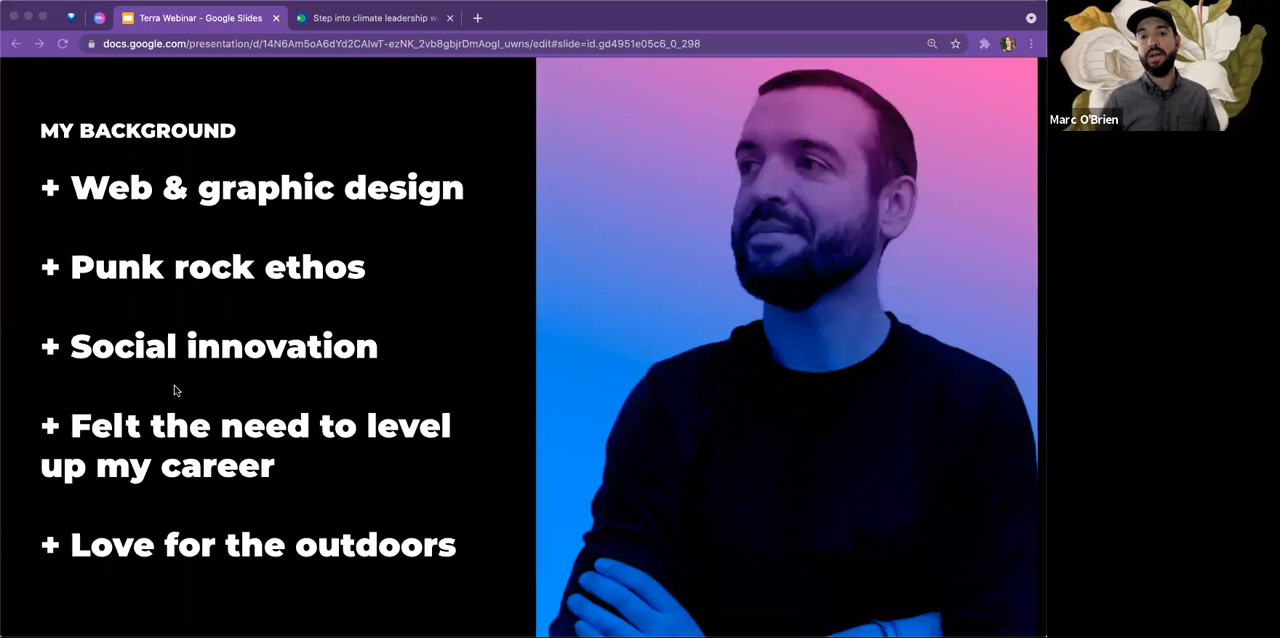 Terra Webinar - Google Slides
Step into climate leadership w
docs.google.com/presentation/d/14N6Am5oA6dYd2CAlwT-ezNK_2vb8gbjrDmAogI_uwns/edit#slide=id.gd4951e05c6_0_298
Marc O'Brien
MY BACKGROUND
+ Web & graphic design
+ Punk rock ethos
+ Social innovation
+ Felt the need to level
up my career
+ Love for the outdoors